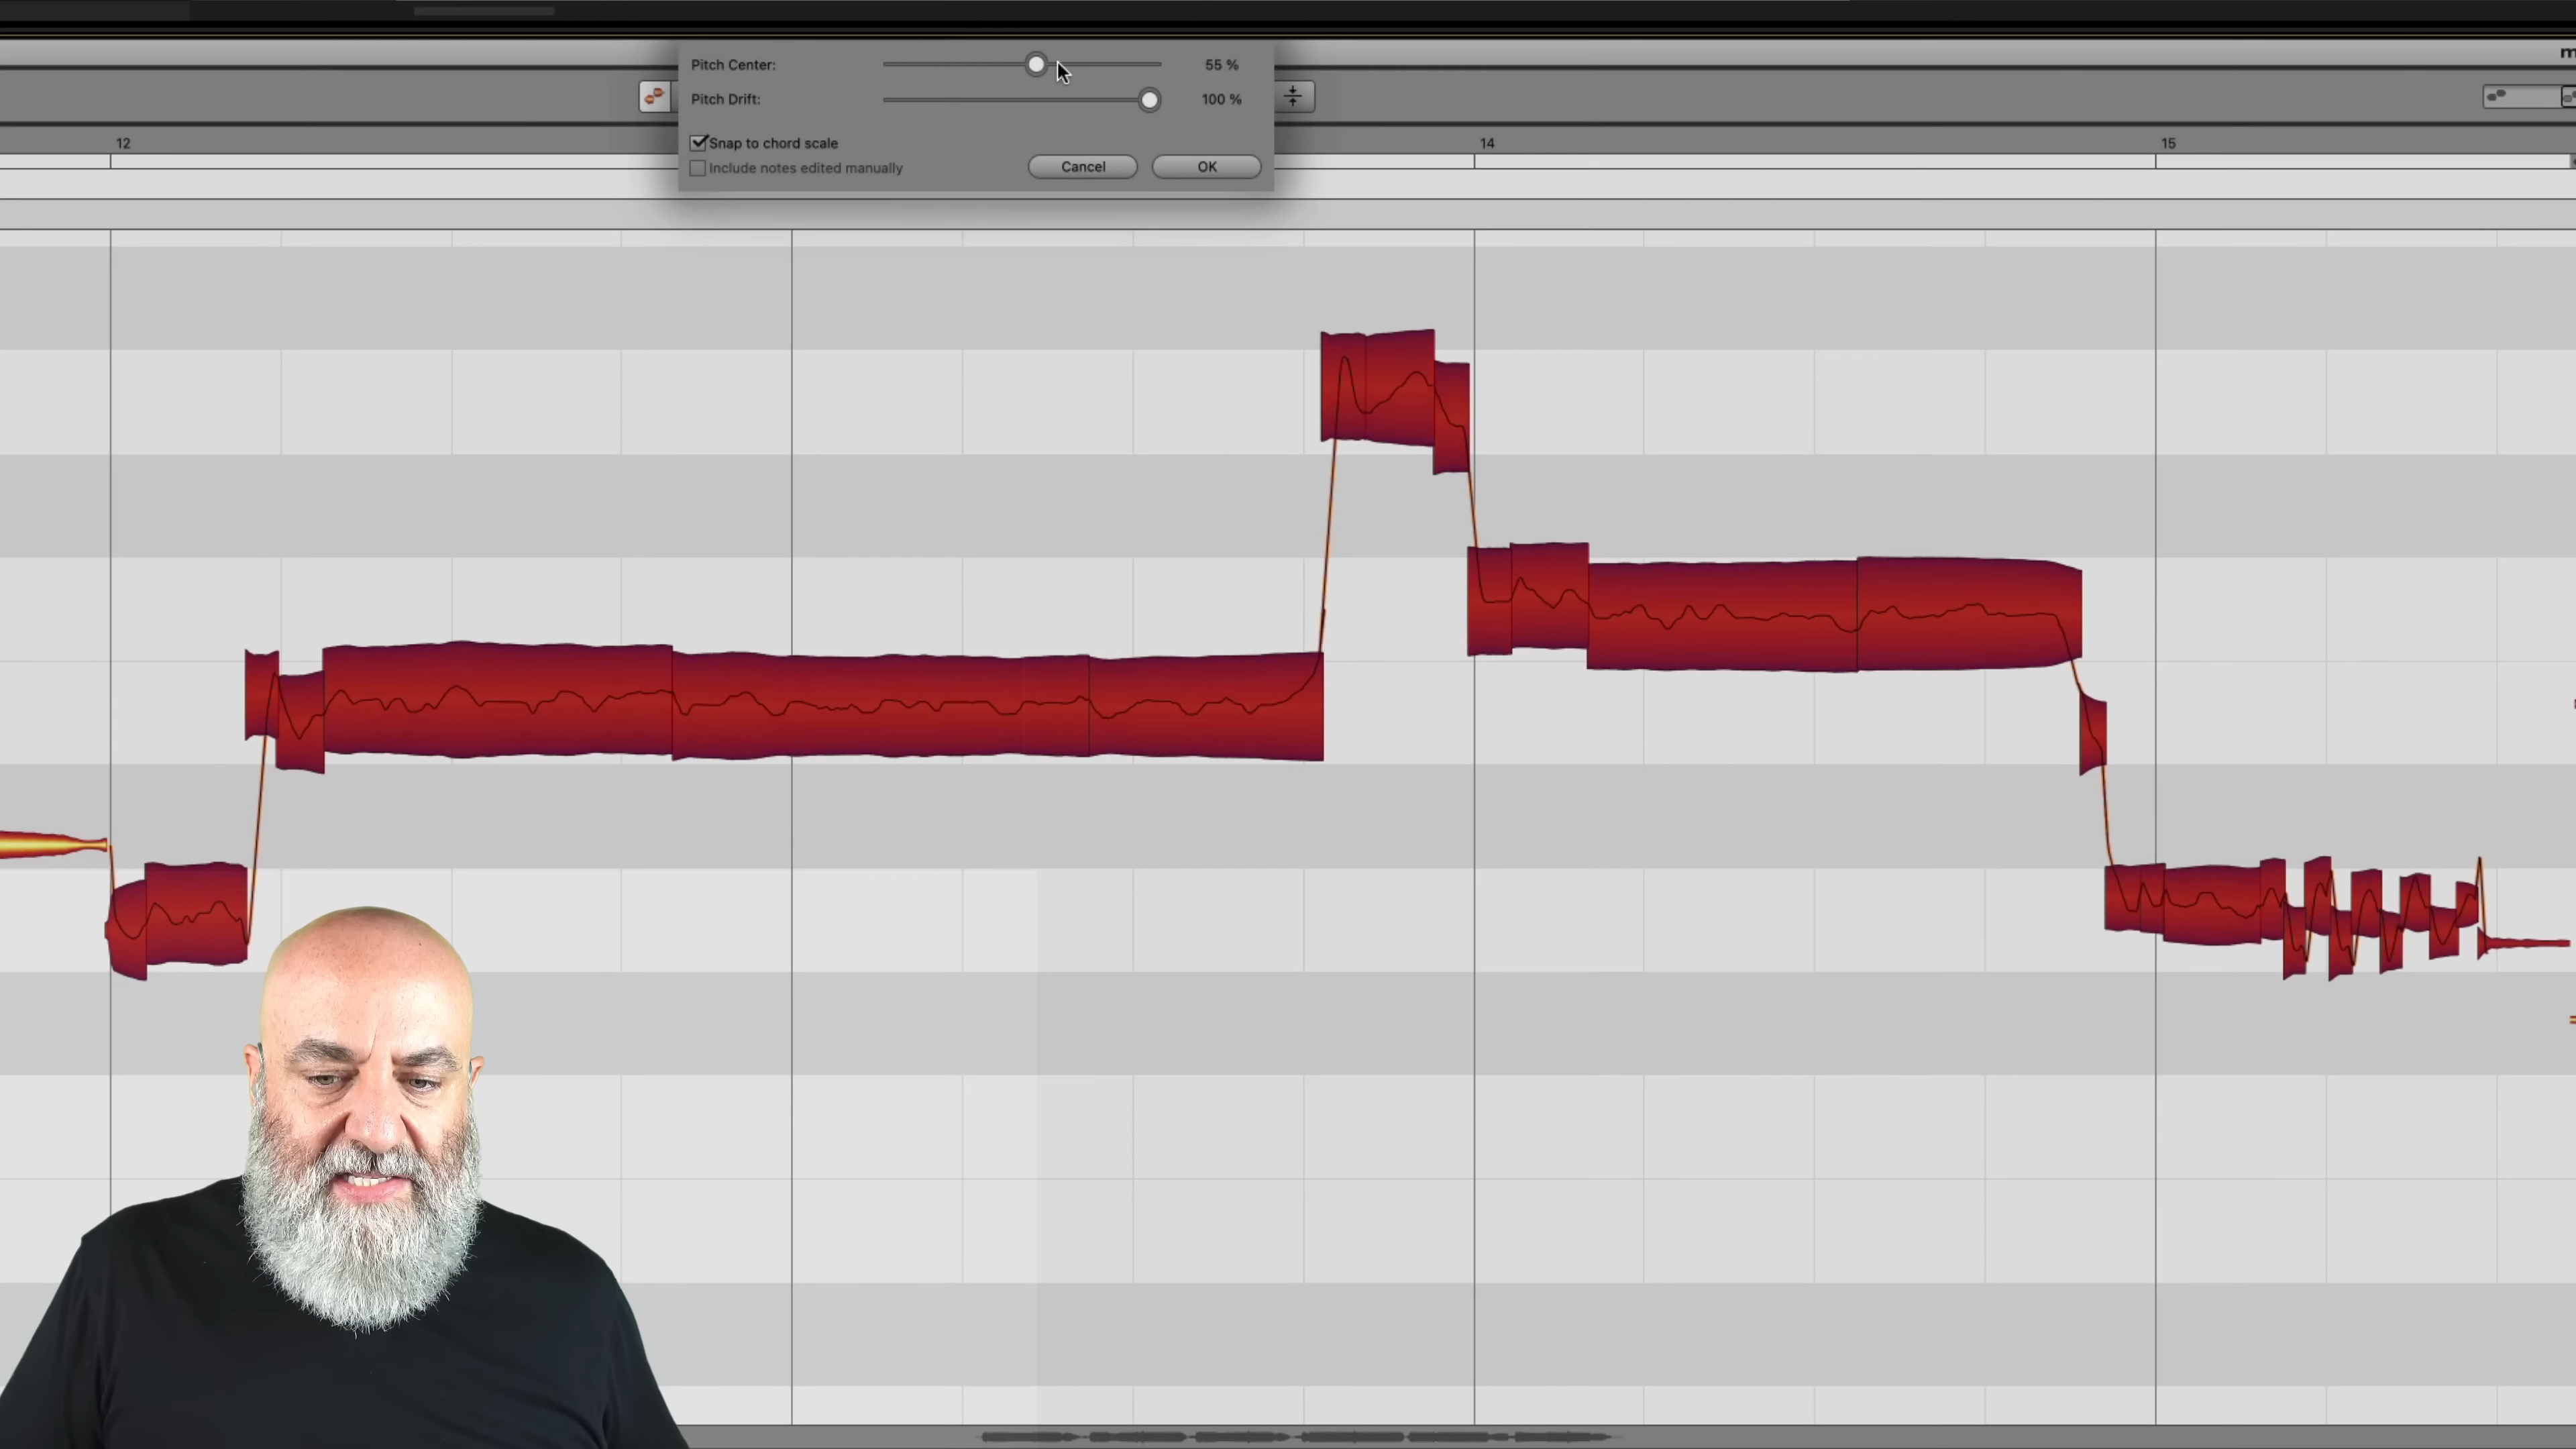 Pitch Center: 55 %
Pitch Drift: 100 %
12 14 15
Snap to chord scale
Include notes edited manually Cancel OK